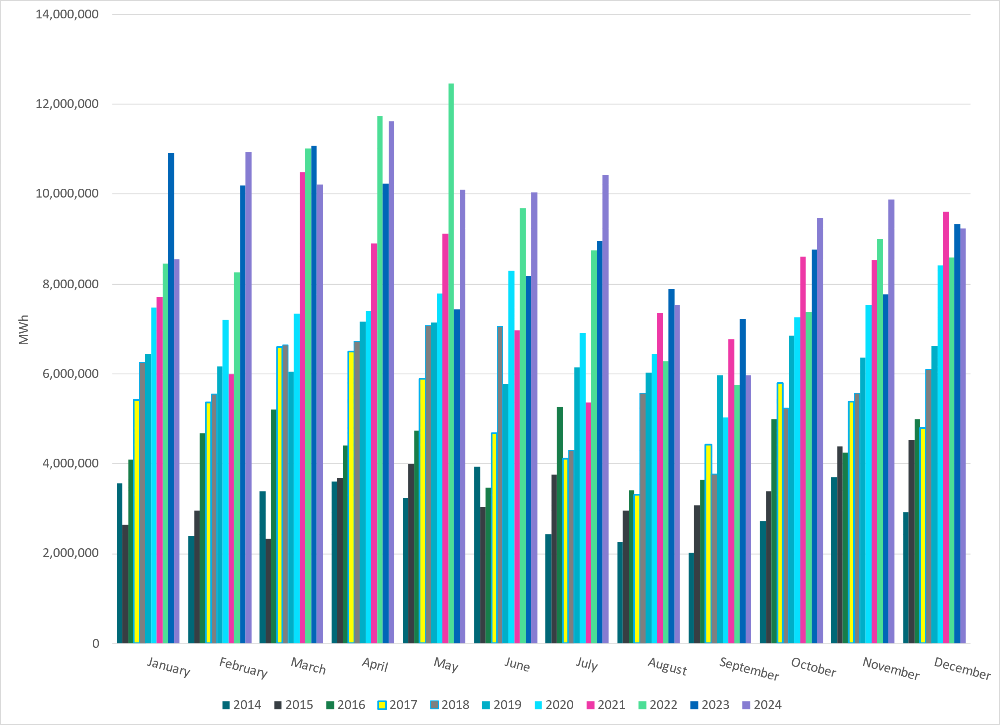 14,000,000
12,000,000
10,000,000
8,000,000
6,000,000
4,000,000
2,000,000
0
MWh
January February March April May June July August September October November December
2014 2015 2016 2017 2018 2019 2020 2021 2022 2023 2024